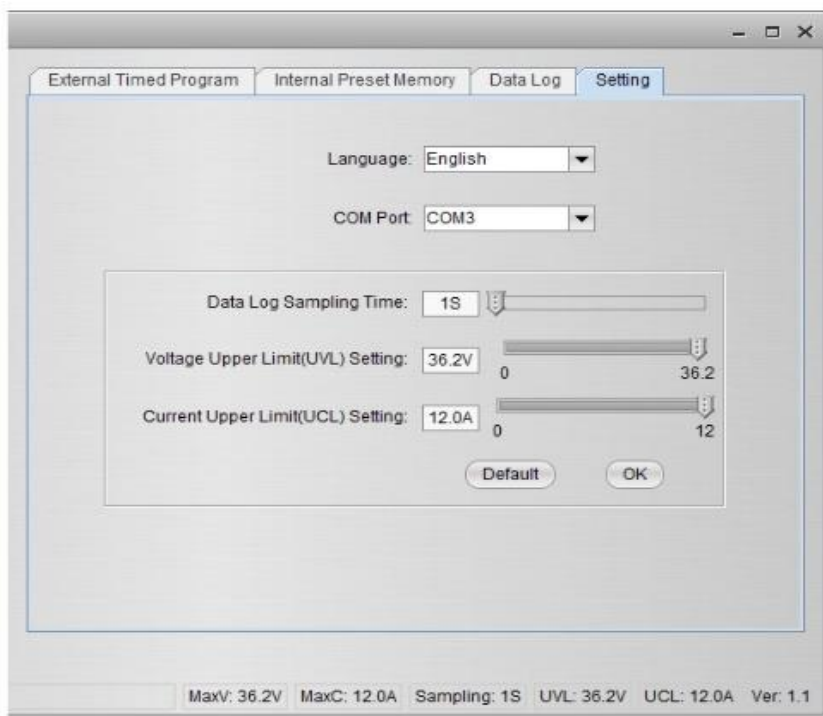 External Timed Program Internal Preset Memory Data Log Setting
Language: English
COM Port: COM3
Data Log Sampling Time: 1S
Voltage Upper Limit(UVL) Setting: 36.2V
0 36.2
Current Upper Limit(UCL) Setting: 12.0A
0 12
Default OK
MaxV: 36.2V MaxC: 12.0A Sampling: 1S UVL: 36.2V UCL: 12.0A Ver: 1.1